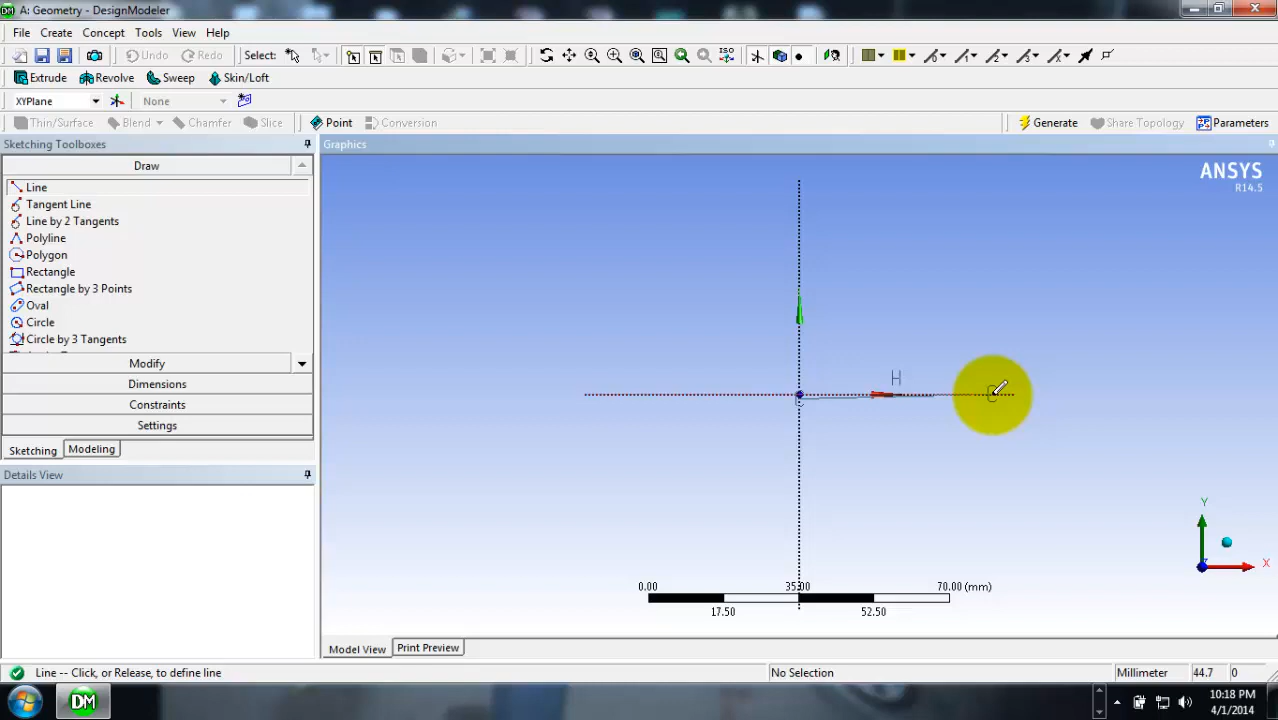 A: Geometry - DesignModeler
File Create Concept Tools View Help
Undo Redo Select:
Extrude Revolve Sweep Skin/Loft
XYPlane None
Thin/Surface Blend Chamfer Slice Point Conversion Generate Share Topology Parameters
Sketching Toolboxes
Draw
Line
Tangent Line
Line by 2 Tangents
Polyline
Polygon
Rectangle
Rectangle by 3 Points
Oval
Circle
Circle by 3 Tangents
Modify
Dimensions
Constraints
Settings
Sketching Modeling
Details View
Graphics
ANSYS
R14.5
H
C
Y
X
0.00 35.00 70.00 (mm)
17.50 52.50
Model View Print Preview
Line -- Click, or Release, to define line No Selection Millimeter 44.7 0
DM 10:18 PM
4/1/2014